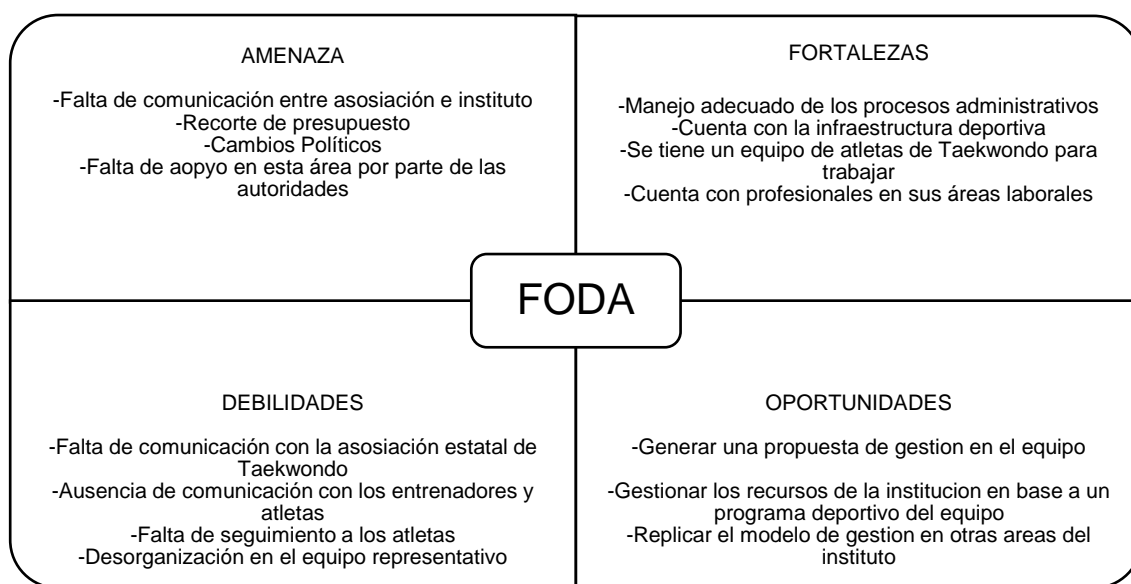 AMENAZA
-Falta de comunicación entre asosiación e instituto
-Recorte de presupuesto
-Cambios Políticos
-Falta de aopyo en esta área por parte de las
autoridades
FORTALEZAS
-Manejo adecuado de los procesos administrativos
-Cuenta con la infraestructura deportiva
-Se tiene un equipo de atletas de Taekwondo para
trabajar
-Cuenta con profesionales en sus áreas laborales
FODA
DEBILIDADES
-Falta de comunicación con la asosiación estatal de
Taekwondo
-Ausencia de comunicación con los entrenadores y
atletas
-Falta de seguimiento a los atletas
-Desorganización en el equipo representativo
OPORTUNIDADES
-Generar una propuesta de gestion en el equipo
-Gestionar los recursos de la institucion en base a un
programa deportivo del equipo
-Replicar el modelo de gestion en otras areas del
instituto